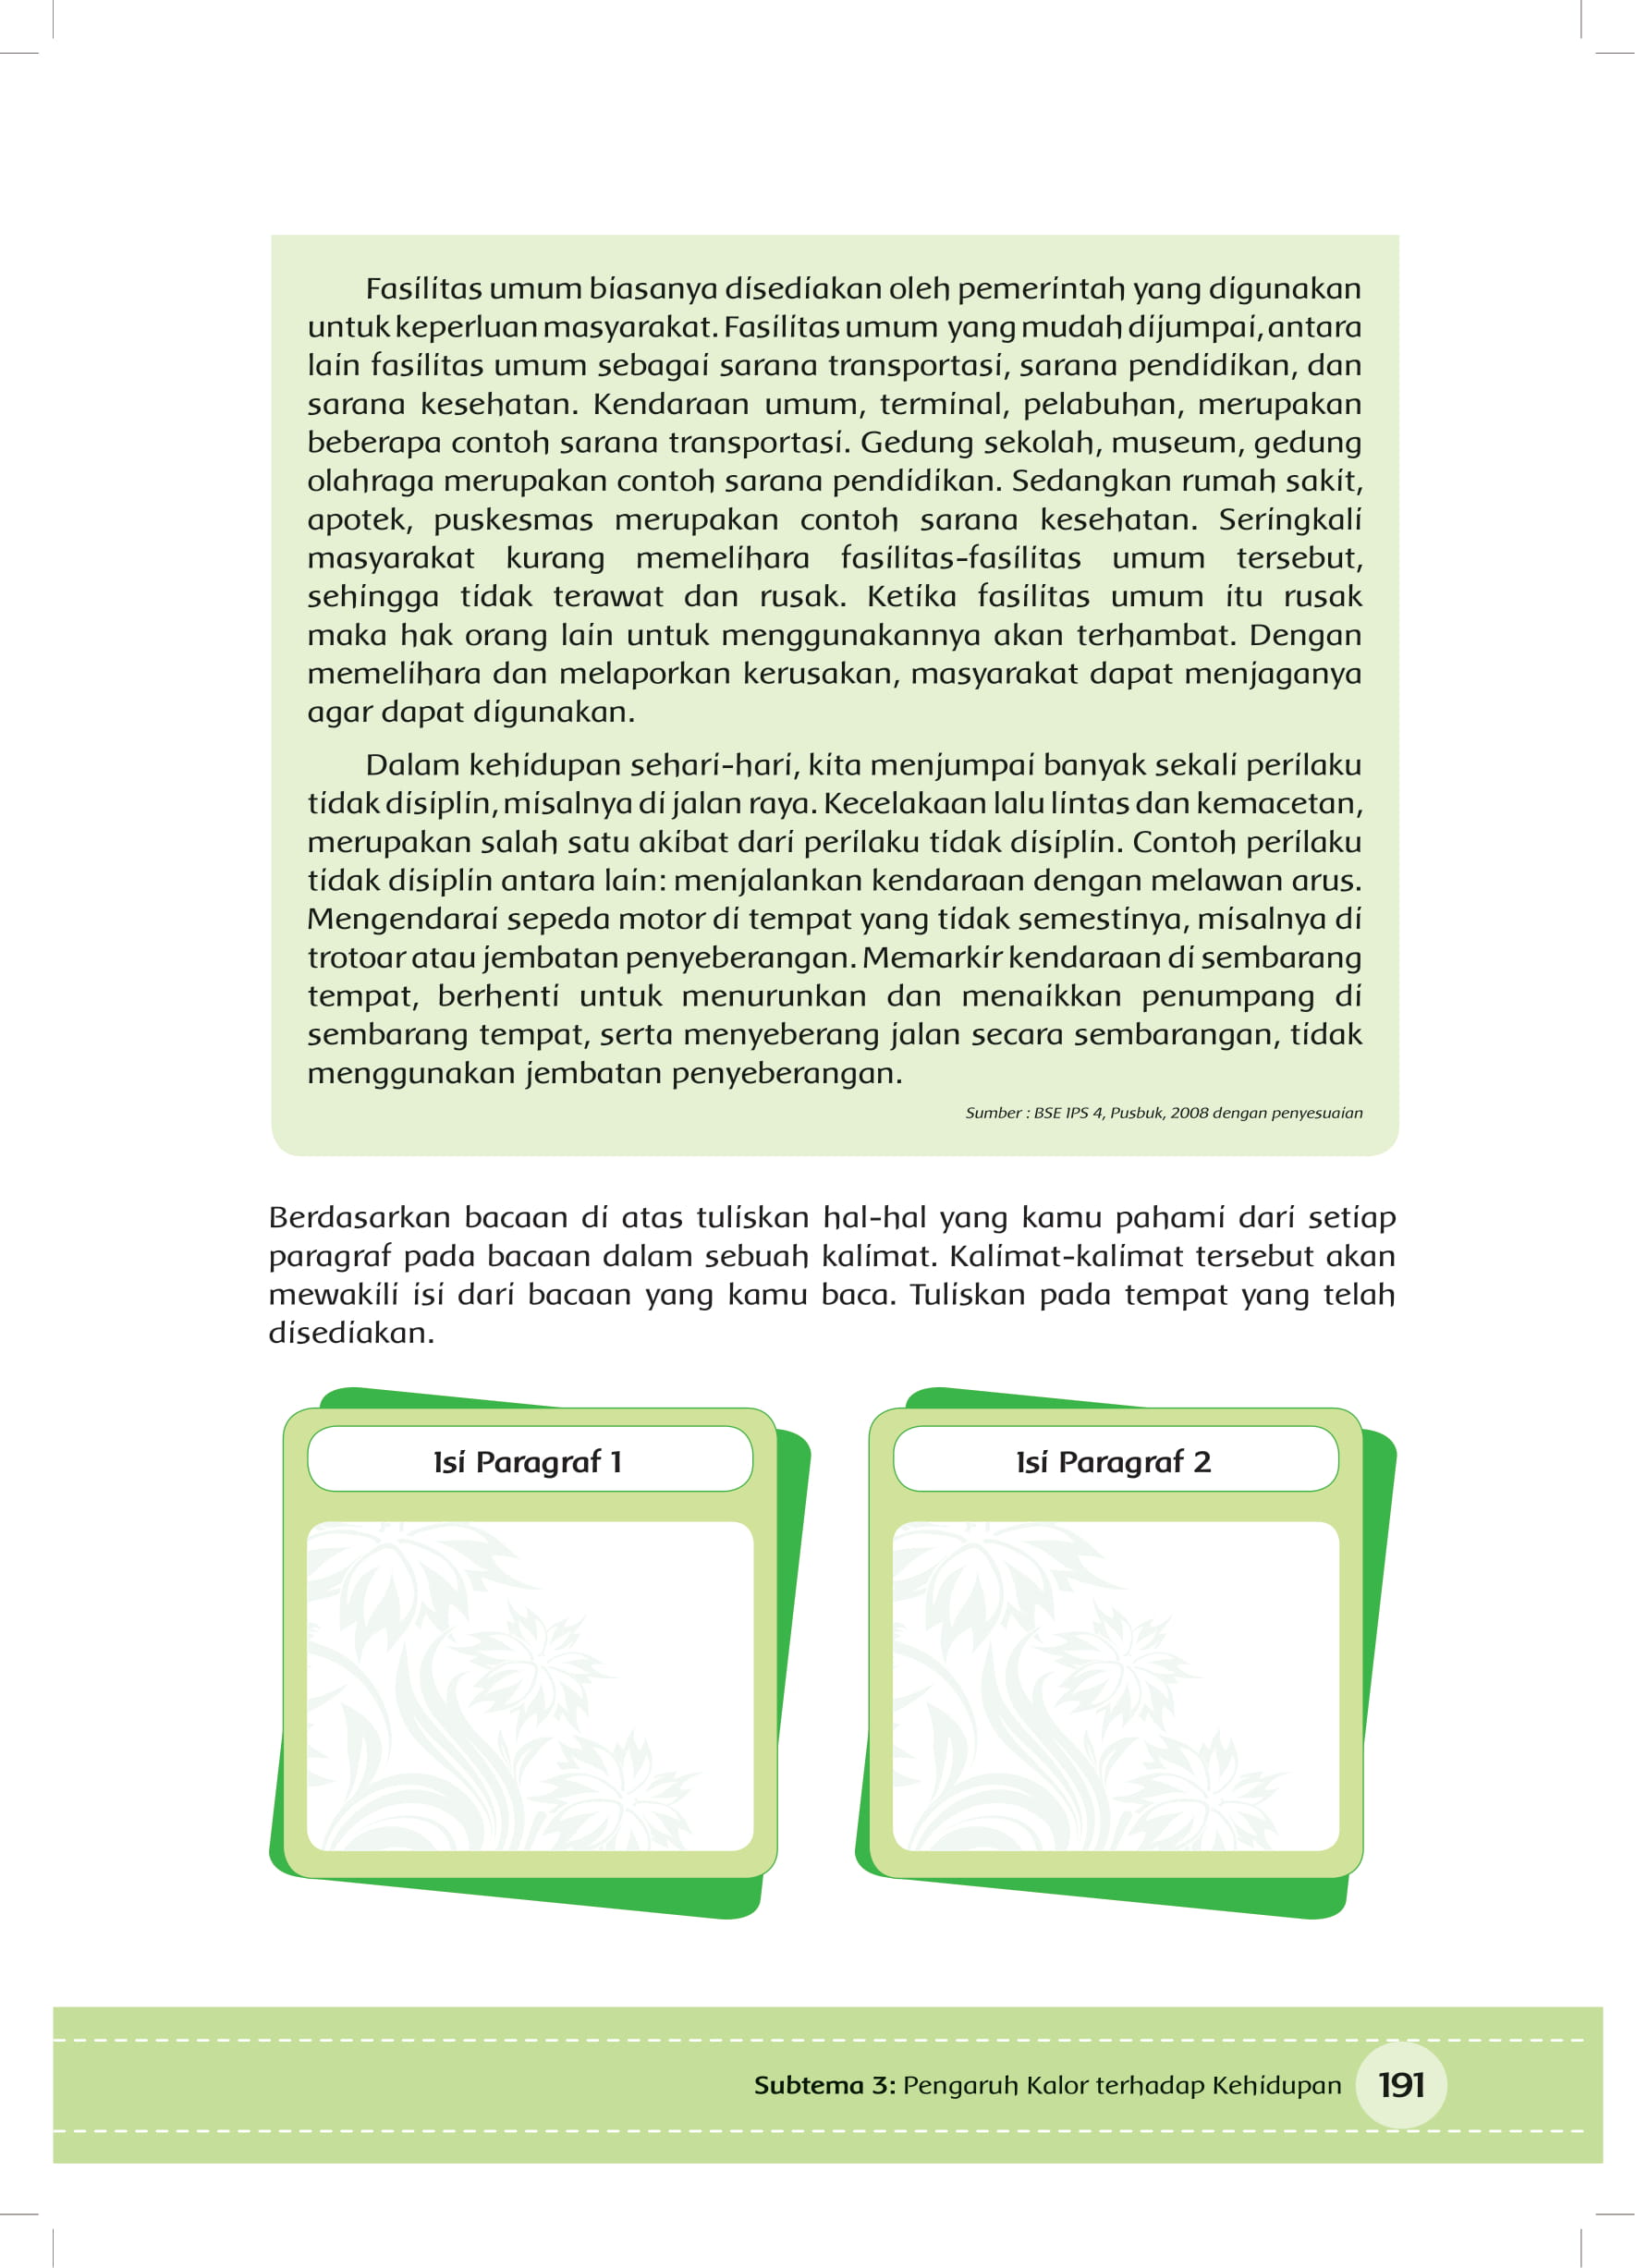 Fasilitas umum biasanya disediakan oleh pemerintah yang digunakan
untuk keperluan masyarakat. Fasilitas umum yang mudah dijumpai, antara
lain fasilitas umum sebagai sarana transportasi, sarana pendidikan, dan
sarana kesehatan. Kendaraan umum, terminal, pelabuhan, merupakan
beberapa contoh sarana transportasi. Gedung sekolah, museum, gedung
olahraga merupakan contoh sarana pendidikan. Sedangkan rumah sakit,
apotek, puskesmas merupakan contoh sarana kesehatan. Seringkali
masyarakat kurang memelihara fasilitas-fasilitas umum tersebut,
sehingga tidak terawat dan rusak. Ketika fasilitas umum itu rusak
maka hak orang lain untuk menggunakannya akan terhambat. Dengan
memelihara dan melaporkan kerusakan, masyarakat dapat menjaganya
agar dapat digunakan.
Dalam kehidupan sehari-hari, kita menjumpai banyak sekali perilaku
tidak disiplin, misalnya di jalan raya. Kecelakaan lalu lintas dan kemacetan,
merupakan salah satu akibat dari perilaku tidak disiplin. Contoh perilaku
tidak disiplin antara lain: menjalankan kendaraan dengan melawan arus.
Mengendarai sepeda motor di tempat yang tidak semestinya, misalnya di
trotoar atau jembatan penyeberangan. Memarkir kendaraan di sembarang
tempat, berhenti untuk menurunkan dan menaikkan penumpang di
sembarang tempat, serta menyeberang jalan secara sembarangan, tidak
menggunakan jembatan penyeberangan.
Sumber : BSE IPS 4, Pusbuk, 2008 dengan penyesuaian
Berdasarkan bacaan di atas tuliskan hal-hal yang kamu pahami dari setiap
paragraf pada bacaan dalam sebuah kalimat. Kalimat-kalimat tersebut akan
mewakili isi dari bacaan yang kamu baca. Tuliskan pada tempat yang telah
disediakan.
Isi Paragraf 1
Isi Paragraf 2
Subtema 3: Pengaruh Kalor terhadap Kehidupan 191